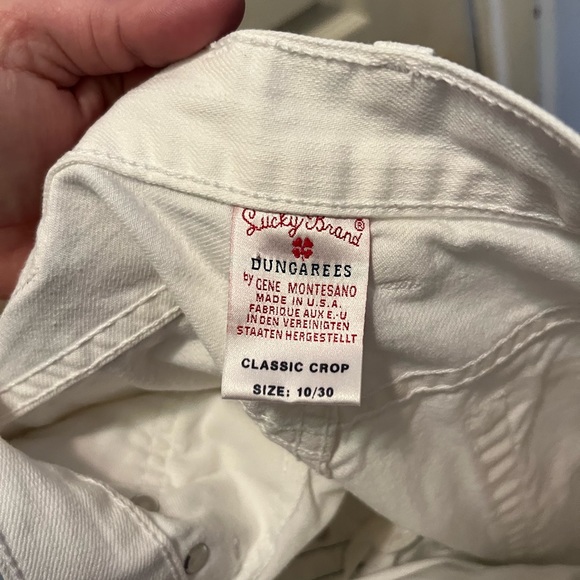 Lucky Brand®
DUNGAREES
by GENE MONTESANO
MADE IN U.S.A.
FABRIQUE AUX E.-U
IN DEN VEREINIGTEN
STAATEN HERGESTELLT
CLASSIC CROP
SIZE: 10/30